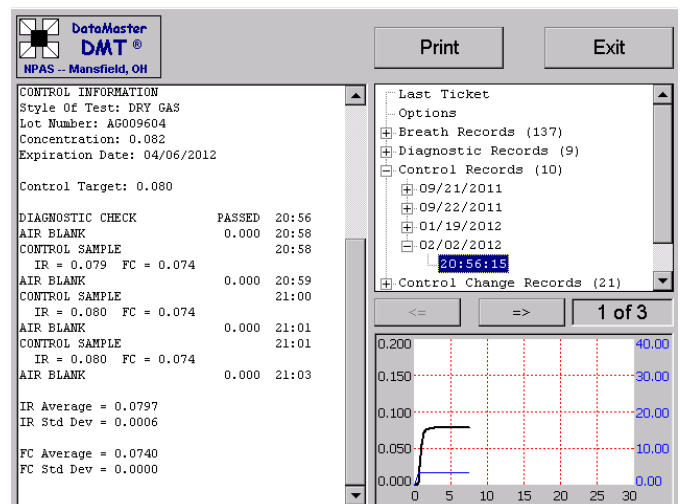 DataMaster
DMT ®
NPAS -- Mansfield, OH
Print
Exit
CONTROL INFORMATION
Style Of Test: DRY GAS
Lot Number: AG009604
Concentration: 0.082
Expiration Date: 04/06/2012
Control Target: 0.080
DIAGNOSTIC CHECK PASSED 20:56
AIR BLANK 0.000 20:58
CONTROL SAMPLE 20:58
IR = 0.079 FC = 0.074
AIR BLANK 0.000 20:59
CONTROL SAMPLE 21:00
IR = 0.080 FC = 0.074
AIR BLANK 0.000 21:01
CONTROL SAMPLE 21:01
IR = 0.080 FC = 0.074
AIR BLANK 0.000 21:03
IR Average = 0.0797
IR Std Dev = 0.0006
FC Average = 0.0740
FC Std Dev = 0.0000
Last Ticket
Options
Breath Records (137)
Diagnostic Records (9)
Control Records (10)
09/21/2011
09/22/2011
01/19/2012
02/02/2012
20:56:15
Control Change Records (21)
<= => 1 of 3
0.200 40.00
0.150 30.00
0.100 20.00
0.050 10.00
0.000 0.00
0 5 10 15 20 25 30